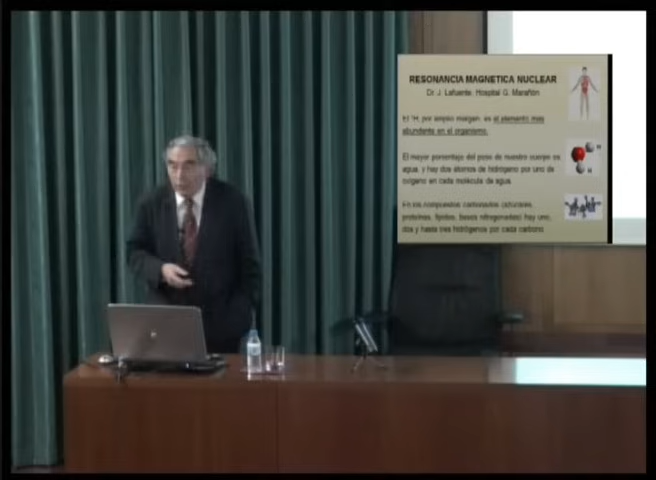 RESONANCIA MAGNETICA NUCLEAR
Dr. J. Lafuente. Hospital G. Marañón
El ¹H, por amplio margen, es el elemento más
abundante en el organismo.
El mayor porcentaje del peso de nuestro cuerpo es
agua, y hay dos átomos de hidrógeno por uno de
oxígeno en cada molécula de agua.
En los compuestos carbonados (azúcares,
proteínas, lípidos, bases nitrogenadas) hay uno,
dos y hasta tres hidrógenos por cada carbono.
H
H